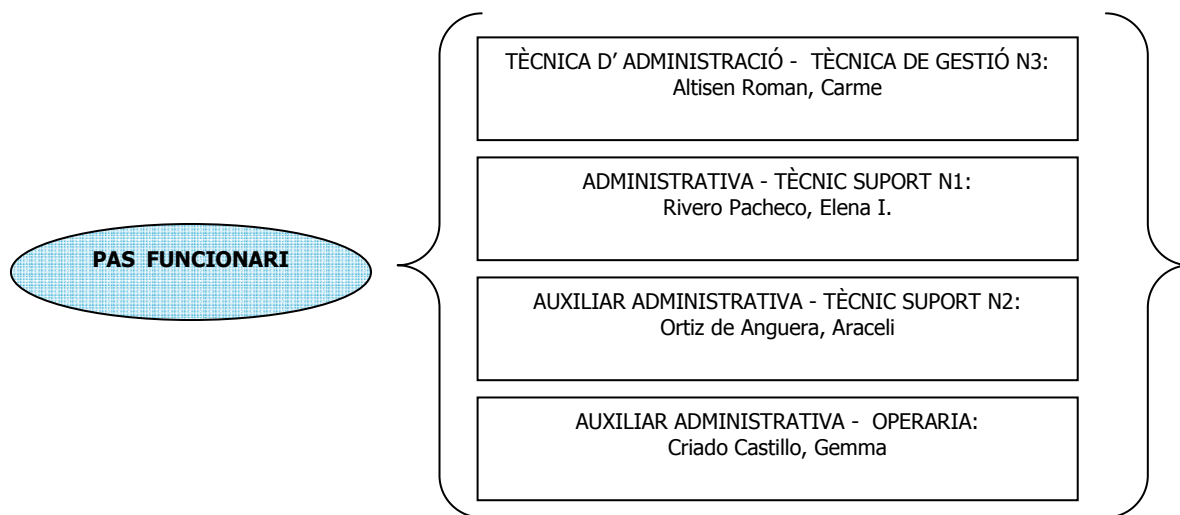 TÈCNICA D' ADMINISTRACIÓ - TÈCNICA DE GESTIÓ N3:
Altisen Roman, Carme
ADMINISTRATIVA - TÈCNIC SUPORT N1:
Rivero Pacheco, Elena I.
PAS FUNCIONARI
AUXILIAR ADMINISTRATIVA - TÈCNIC SUPORT N2:
Ortiz de Anguera, Araceli
AUXILIAR ADMINISTRATIVA - OPERARIA:
Criado Castillo, Gemma